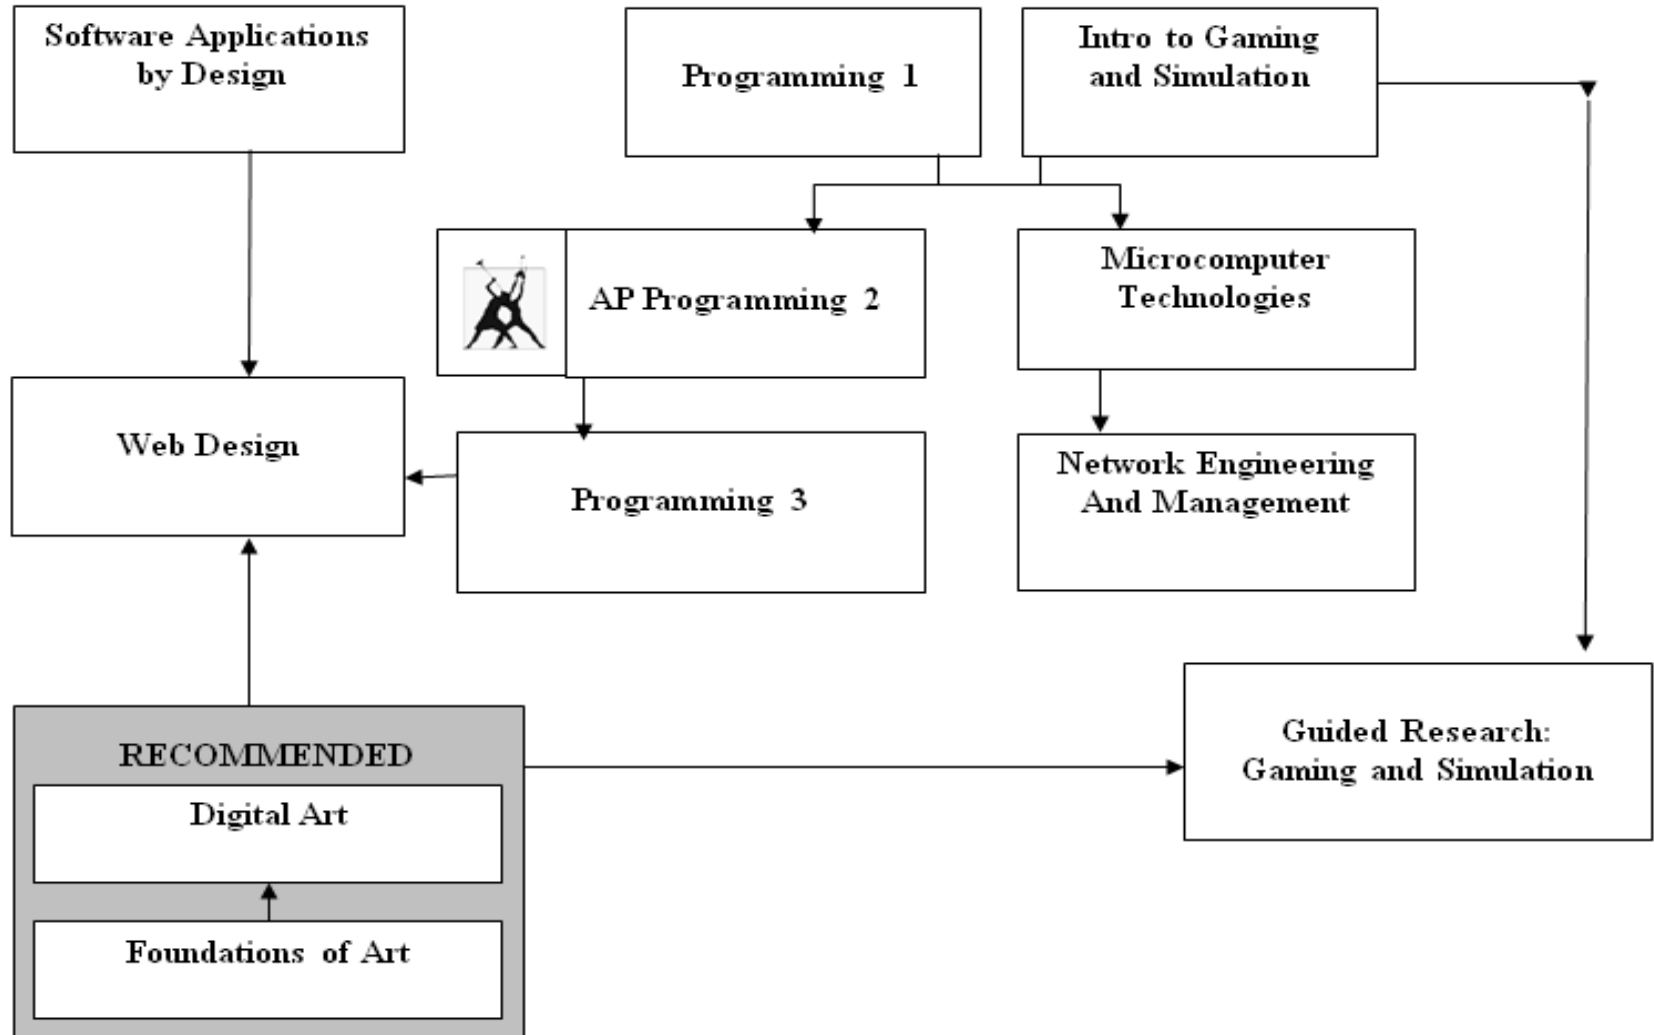 Software Applications
by Design
Programming 1
Intro to Gaming
and Simulation
AP Programming 2
Microcomputer
Technologies
Web Design
Programming 3
Network Engineering
And Management
RECOMMENDED
Digital Art
Foundations of Art
Guided Research:
Gaming and Simulation